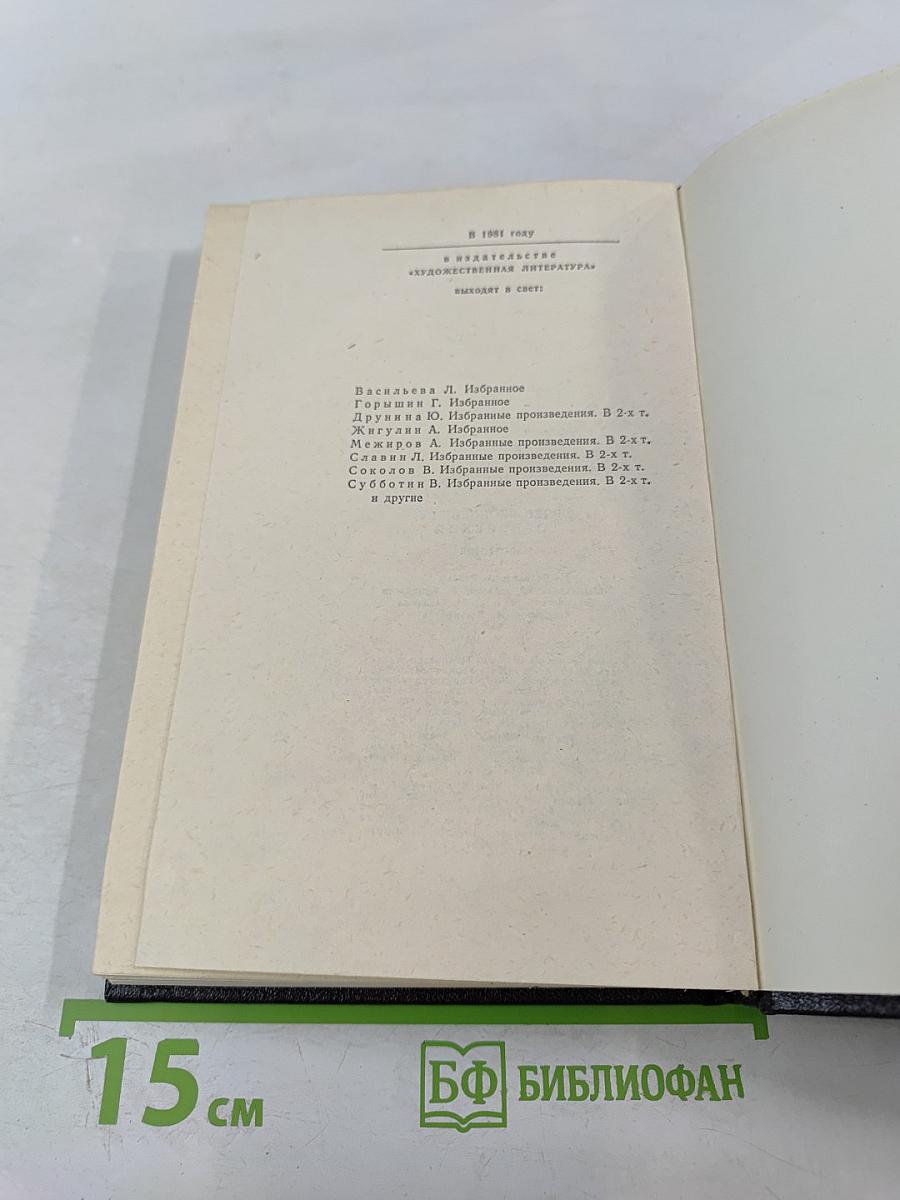 В 1981 году
в издательстве
«ХУДОЖЕСТВЕННАЯ ЛИТЕРАТУРА»
выходят в свет:
Васильева Л. Избранное
Горышин Г. Избранное
Друнина Ю. Избранные произведения. В 2-х т.
Жигулин А. Избранное
Межиров А. Избранные произведения. В 2-х т.
Славин Л. Избранные произведения. В 2-х т.
Соколов В. Избранные произведения. В 2-х т.
Субботин В. Избранные произведения. В 2-х т.
и другие
15 см
БФ БИБЛИОФАН